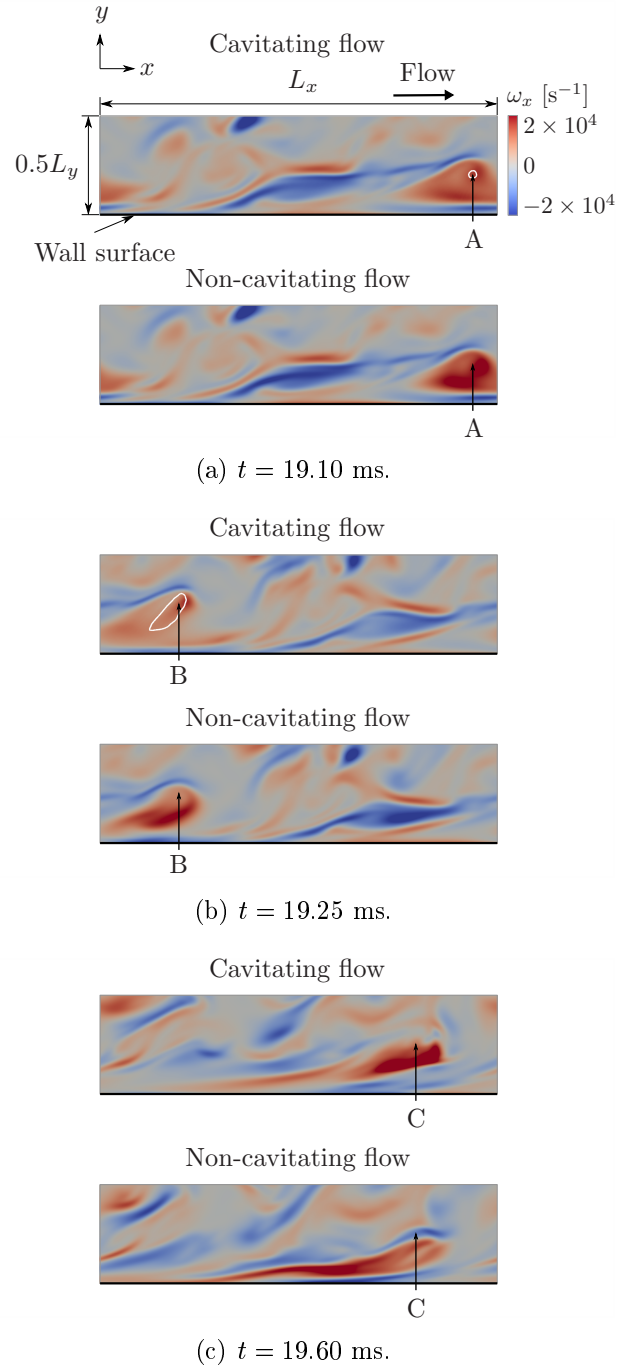 y
x
Cavitating flow
L_x
Flow
ω_x [s⁻¹]
2 × 10⁴
0
−2 × 10⁴
0.5L_y
A
Wall surface
Non-cavitating flow
A
(a) t = 19.10 ms.
Cavitating flow
B
Non-cavitating flow
B
(b) t = 19.25 ms.
Cavitating flow
C
Non-cavitating flow
C
(c) t = 19.60 ms.